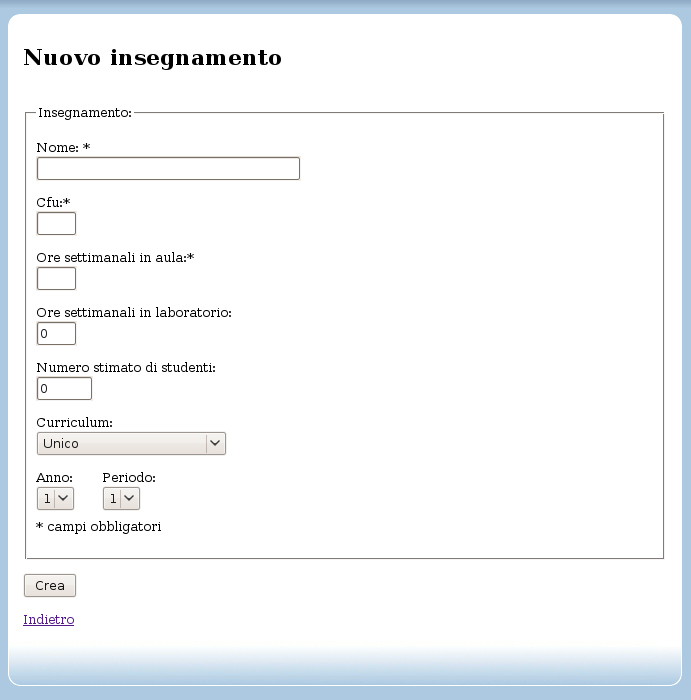 Nuovo insegnamento
Insegnamento:
Nome: *
Cfu:*
Ore settimanali in aula:*
Ore settimanali in laboratorio:
0
Numero stimato di studenti:
0
Curriculum:
Unico
Anno: Periodo:
1 1
* campi obbligatori
Crea
Indietro